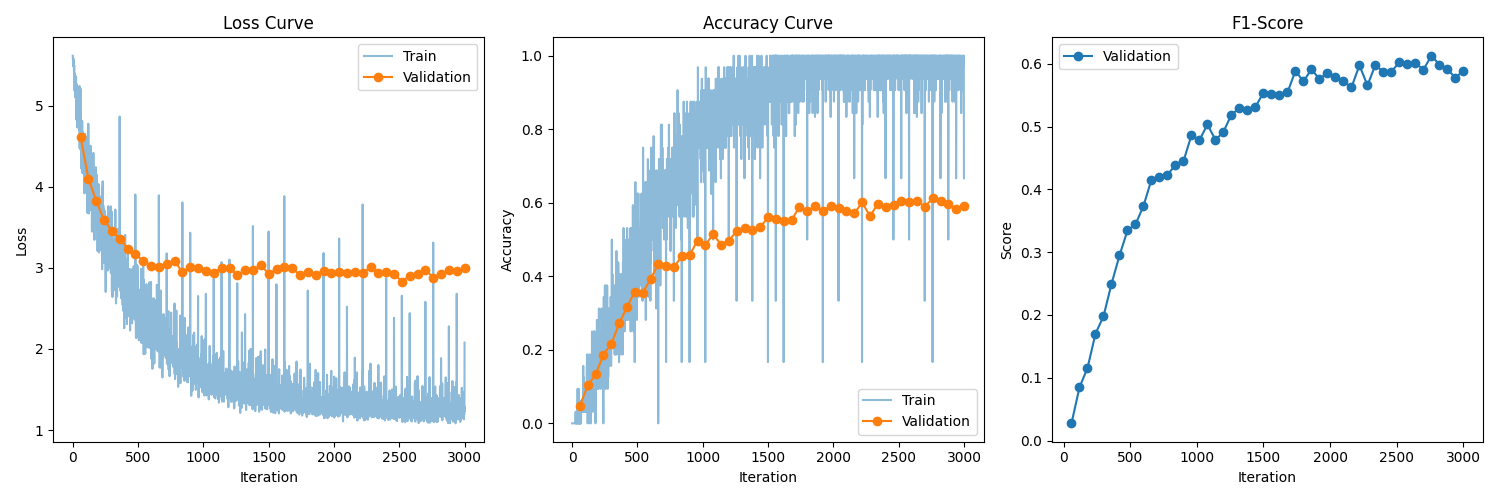 Loss Curve
Train
Validation
Loss
5
4
3
2
1
0 500 1000 1500 2000 2500 3000
Iteration
Accuracy Curve
Train
Validation
Accuracy
1.0
0.8
0.6
0.4
0.2
0.0
0 500 1000 1500 2000 2500 3000
Iteration
F1-Score
Validation
Score
0.6
0.5
0.4
0.3
0.2
0.1
0.0
0 500 1000 1500 2000 2500 3000
Iteration